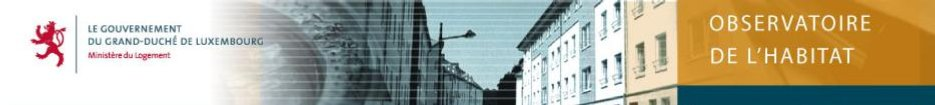 LE GOUVERNEMENT
DU GRAND-DUCHÉ DE LUXEMBOURG
Ministère du Logement
OBSERVATOIRE
DE L'HABITAT